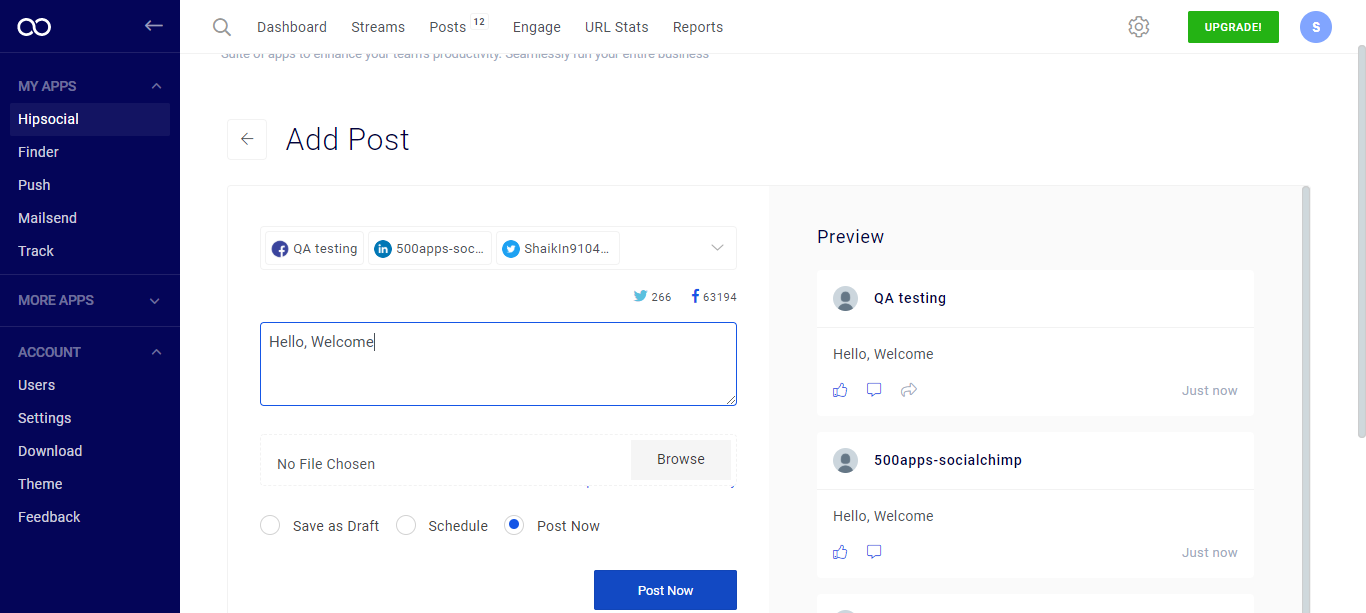 Dashboard Streams Posts 12 Engage URL Stats Reports UPGRADE! S
Suite of apps to enhance your team's productivity. Seamlessly run your entire business
MY APPS
Hipsocial
Finder
Push
Mailsend
Track
MORE APPS
ACCOUNT
Users
Settings
Download
Theme
Feedback
Add Post
QA testing 500apps-soc... ShaikIn9104...
266 63194
Hello, Welcome
No File Chosen Browse
Save as Draft Schedule Post Now
Post Now
Preview
QA testing
Hello, Welcome
Just now
500apps-socialchimp
Hello, Welcome
Just now